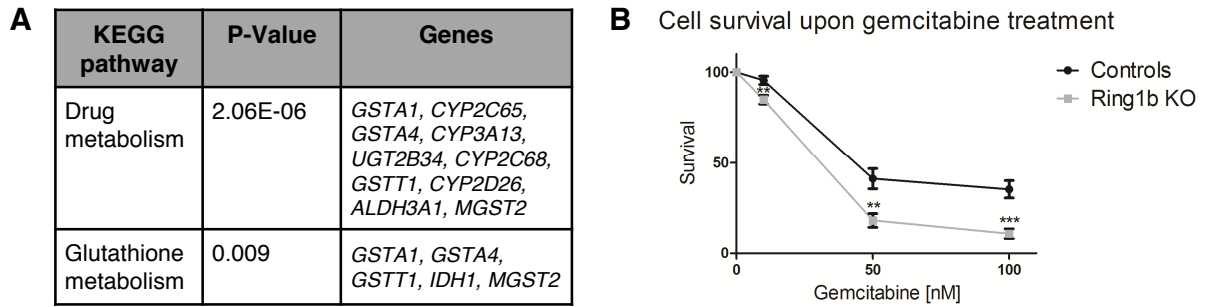 A
KEGG
pathway
P-Value
Genes
Drug
metabolism
2.06E-06
GSTA1, CYP2C65,
GSTA4, CYP3A13,
UGT2B34, CYP2C68,
GSTT1, CYP2D26,
ALDH3A1, MGST2
Glutathione
metabolism
0.009
GSTA1, GSTA4,
GSTT1, IDH1, MGST2
B Cell survival upon gemcitabine treatment
Controls
Ring1b KO
Survival
100
50
0
**
**
***
0 50 100
Gemcitabine [nM]